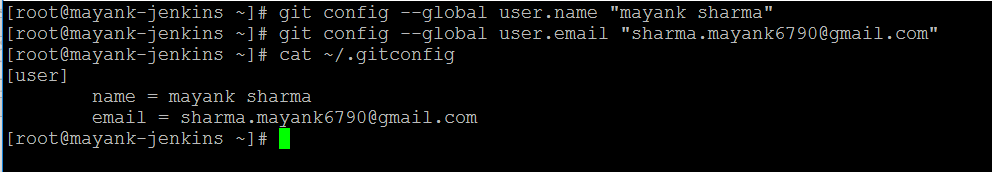 [root@mayank-jenkins ~]# git config --global user.name "mayank sharma"
[root@mayank-jenkins ~]# git config --global user.email "sharma.mayank6790@gmail.com"
[root@mayank-jenkins ~]# cat ~/.gitconfig
[user]
        name = mayank sharma
        email = sharma.mayank6790@gmail.com
[root@mayank-jenkins ~]#